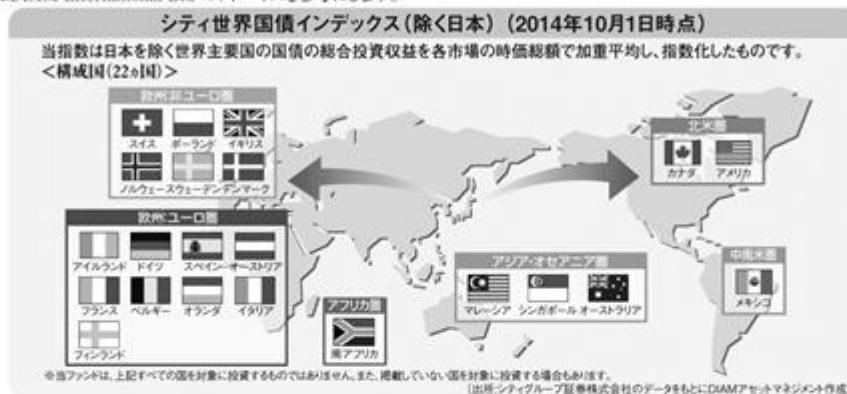 シティ世界国債インデックス(除く日本)(2014年10月1日時点)
当指数は日本を除く世界主要国の国債の総合投資収益を各市場の時価総額で加重平均し、指数化したものです。
<構成国(22ヵ国)>
欧州:非ユーロ圏
スイス ポーランド イギリス
ノルウェー スウェーデン デンマーク
北米圏
カナダ アメリカ
欧州:ユーロ圏
アイルランド ドイツ スペイン オーストリア
フランス ベルギー オランダ イタリア
フィンランド
アフリカ圏
南アフリカ
アジア・オセアニア圏
マレーシア シンガポール オーストラリア
中南米圏
メキシコ
※当ファンドは、上記すべての国を対象に投資するものではありません。また、掲載していない国を対象に投資する場合もあります。
(出所:シティグループ証券株式会社のデータをもとにDIAMアセットマネジメント作成)